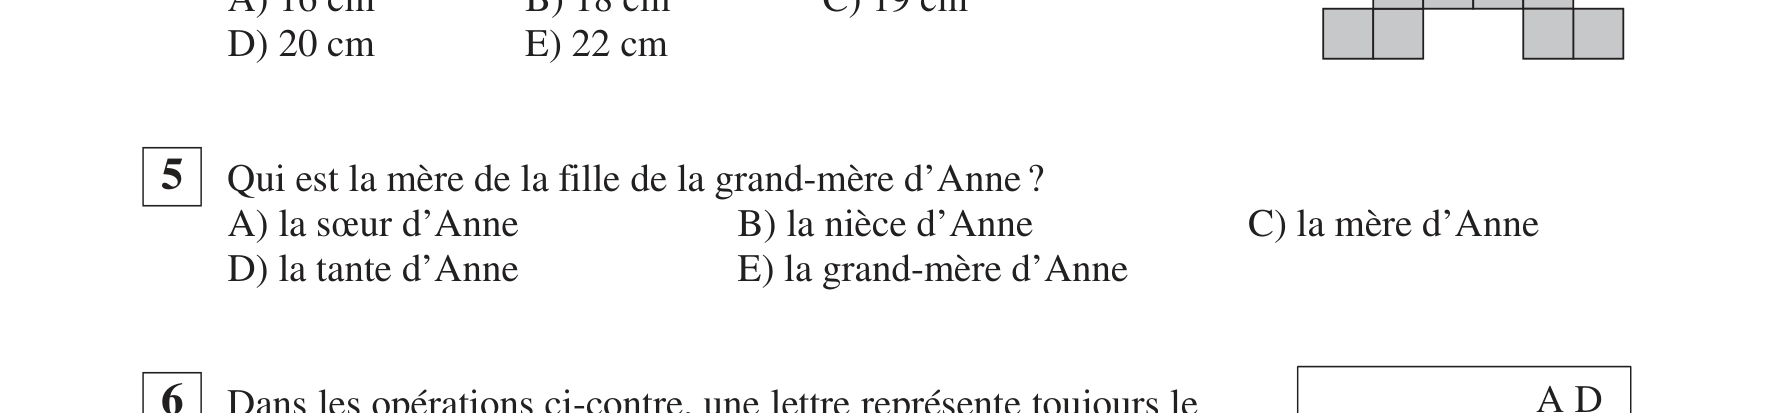 A) 16 cm B) 18 cm C) 19 cm
D) 20 cm E) 22 cm
5 Qui est la mère de la fille de la grand-mère d’Anne ?
A) la sœur d’Anne B) la nièce d’Anne C) la mère d’Anne
D) la tante d’Anne E) la grand-mère d’Anne
6 Dans les opérations ci-contre, une lettre représente toujours le
A D